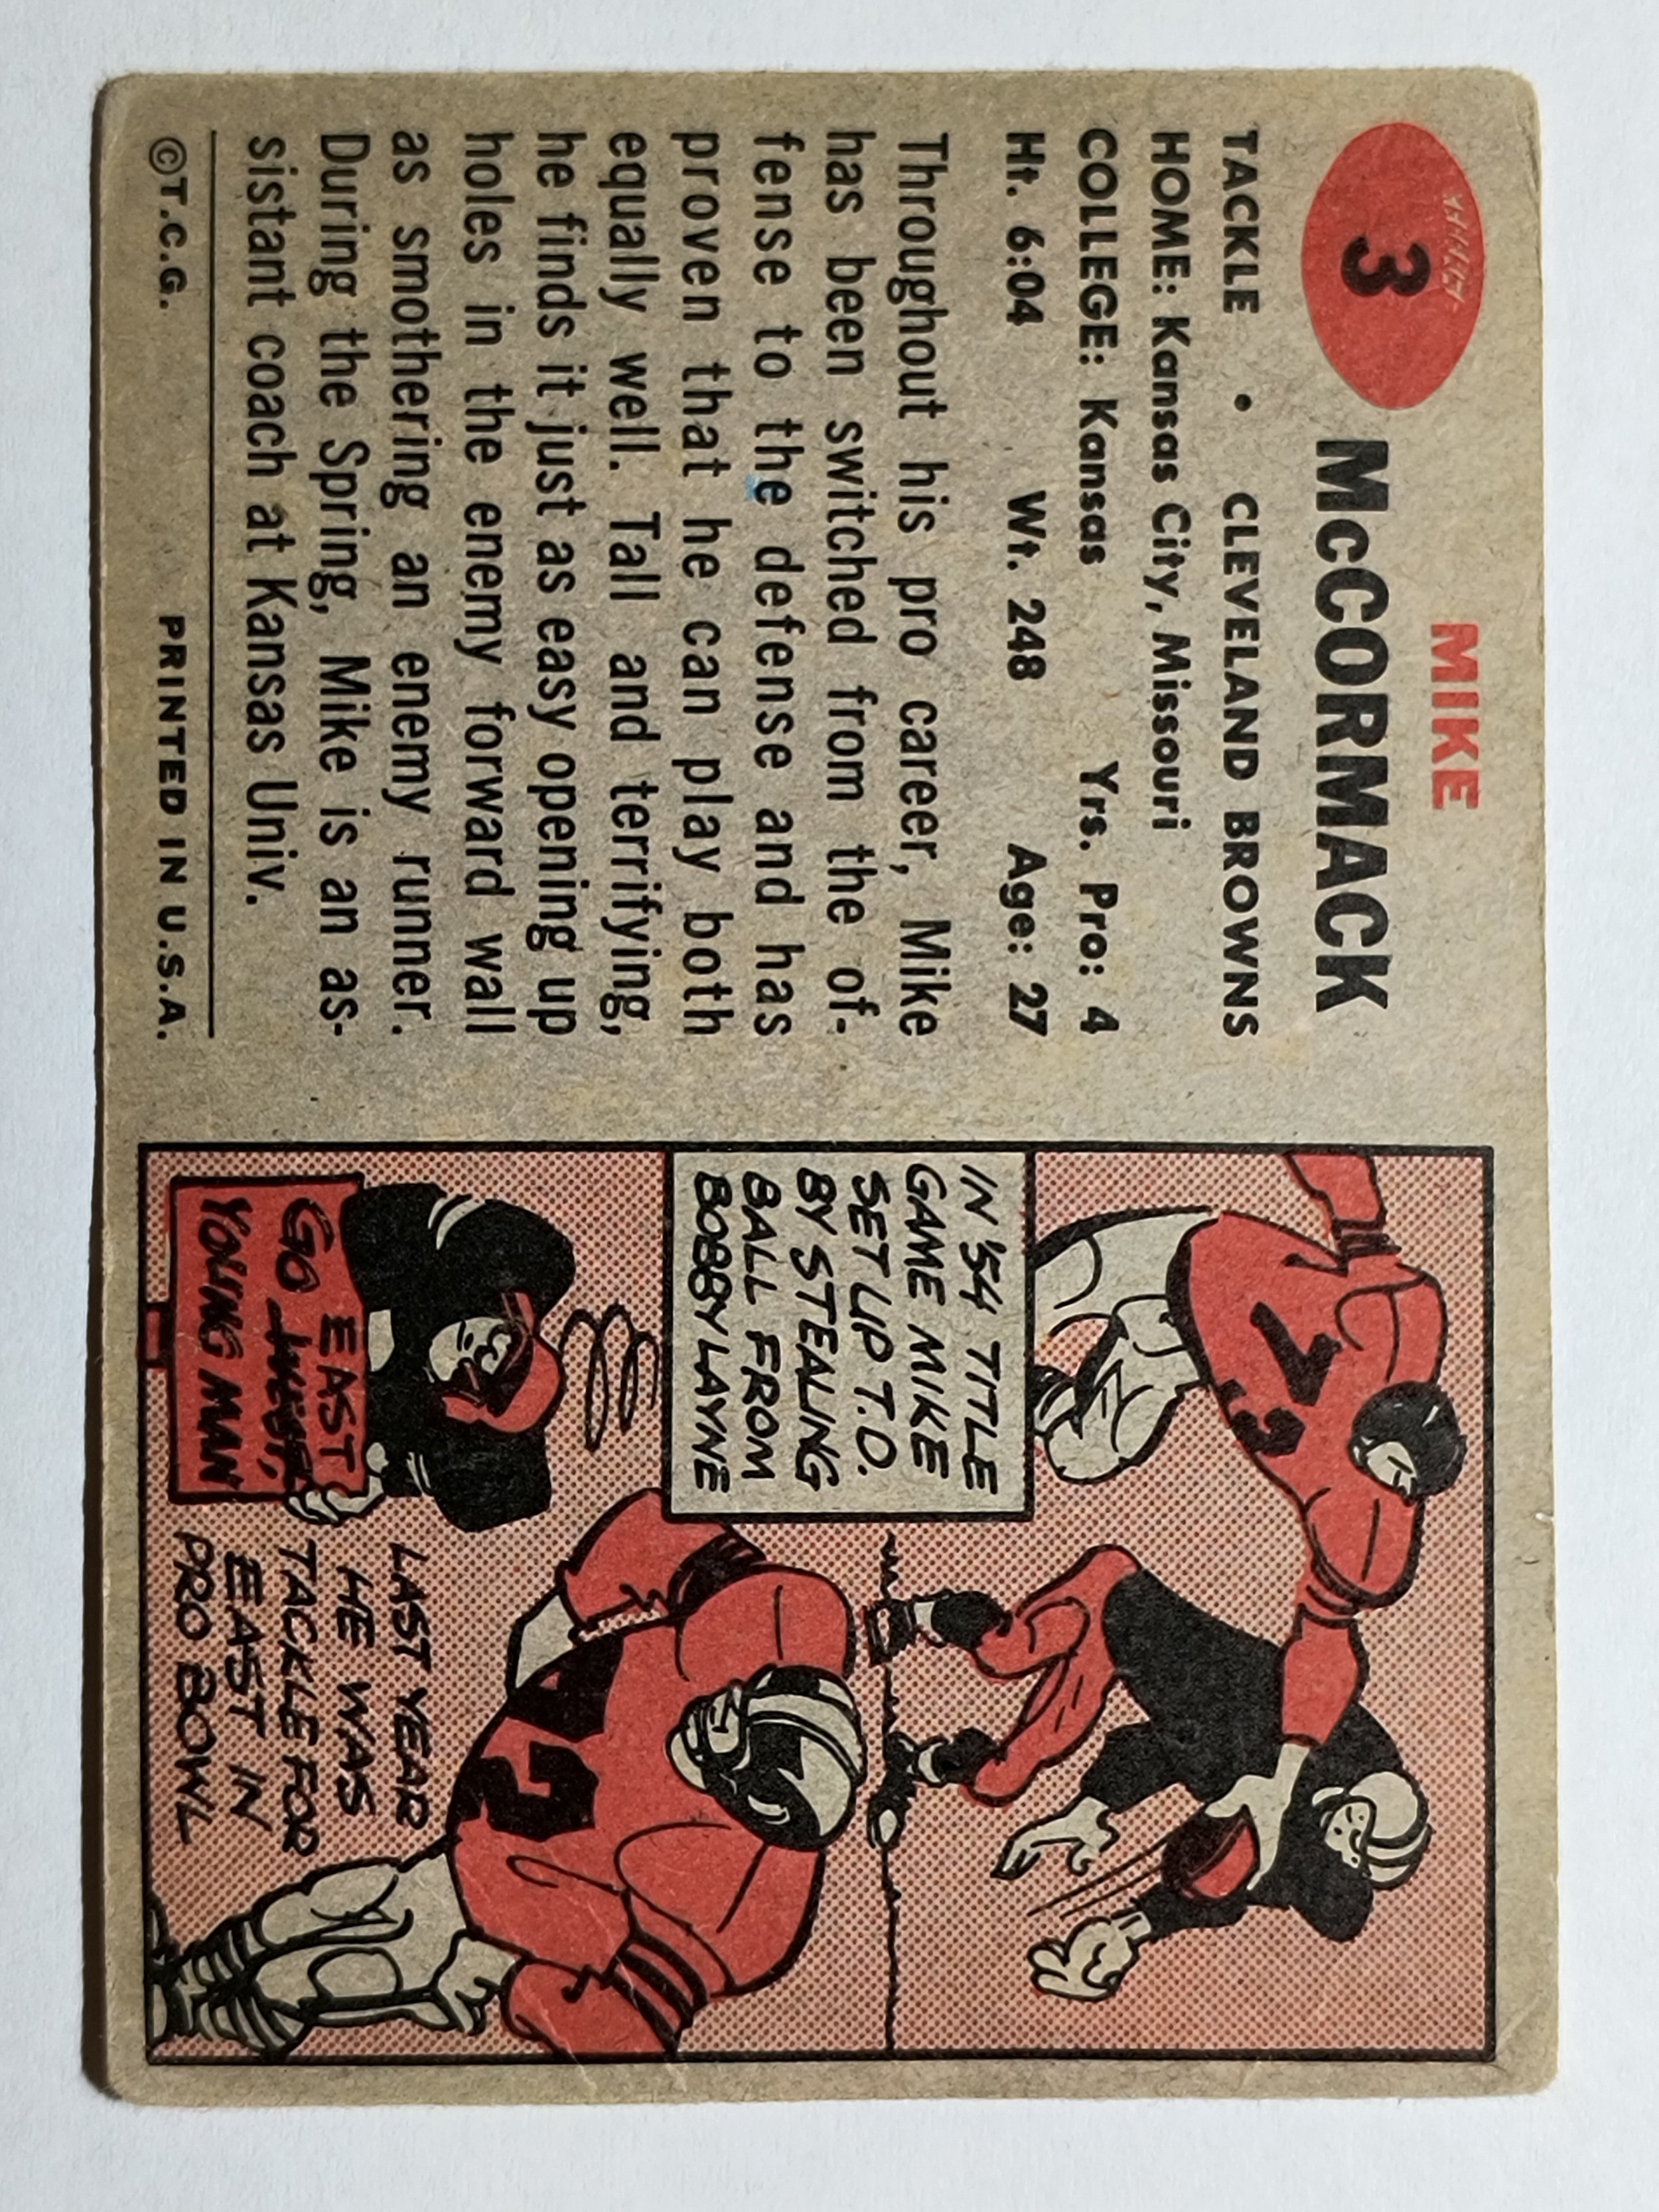 3
MIKE
McCORMACK
TACKLE • CLEVELAND BROWNS
HOME: Kansas City, Missouri
COLLEGE: Kansas Yrs. Pro: 4
Ht. 6:04 Wt. 248 Age: 27
Throughout his pro career, Mike
has been switched from the of-
fense to the defense and has
proven that he can play both
equally well. Tall and terrifying,
he finds it just as easy opening up
holes in the enemy forward wall
as smothering an enemy runner.
During the Spring, Mike is an as-
sistant coach at Kansas Univ.
©T.C.G. PRINTED IN U.S.A.
IN '54 TITLE
GAME MIKE
SET UP T.D.
BY STEALING
BALL FROM
BOBBY LAYNE
EAST
GO WEST,
YOUNG MAN
LAST YEAR
HE WAS
TACKLE FOR
EAST IN
PRO BOWL